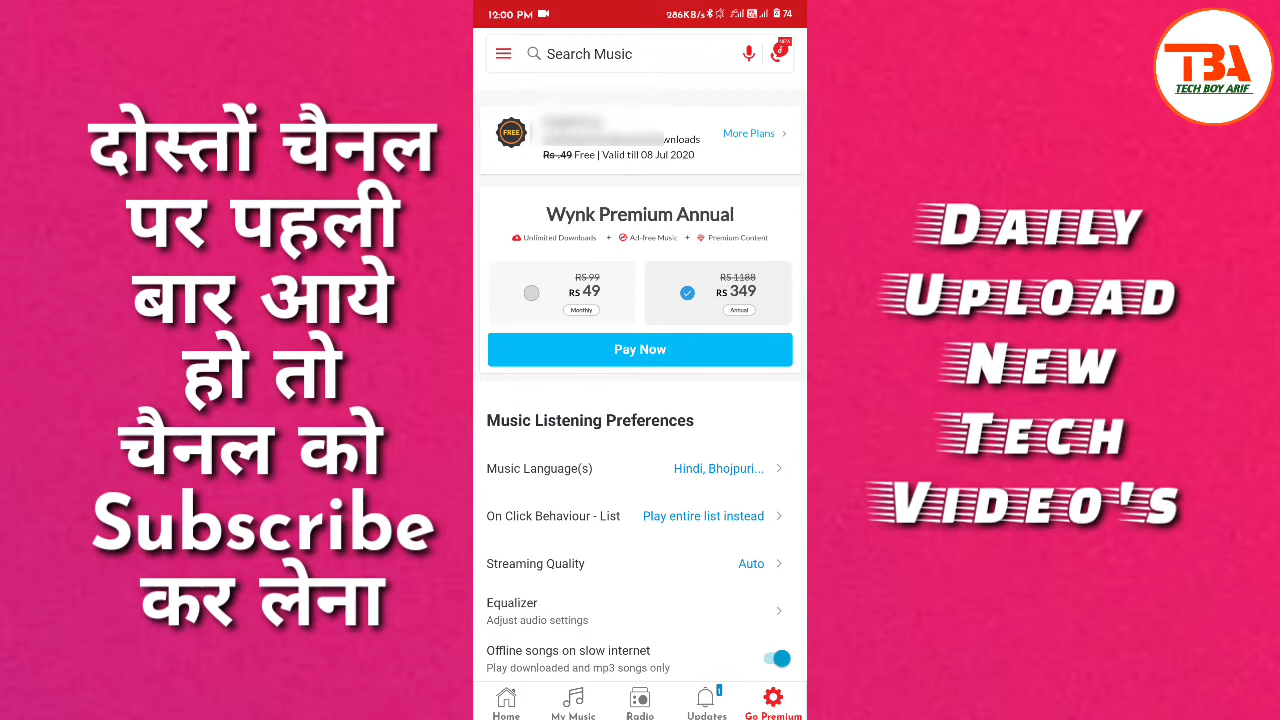 दोस्तों चैनल
पर पहली
बार आये
हो तो
चैनल को
Subscribe
कर लेना
12:00 PM
286KB/s
74
Search Music
NEW
FREE
wnloads
More Plans
Rs .49 Free | Valid till 08 Jul 2020
Wynk Premium Annual
Unlimited Downloads + Ad-free Music + Premium Content
RS 99
RS 49
Monthly
RS 1188
RS 349
Annual
Pay Now
Music Listening Preferences
Music Language(s) Hindi, Bhojpuri...
On Click Behaviour - List Play entire list instead
Streaming Quality Auto
Equalizer
Adjust audio settings
Offline songs on slow internet
Play downloaded and mp3 songs only
1
Home My Music Radio Updates Go Premium
TBA
TECH BOY ARIF
Daily
Upload
New
Tech
Video's